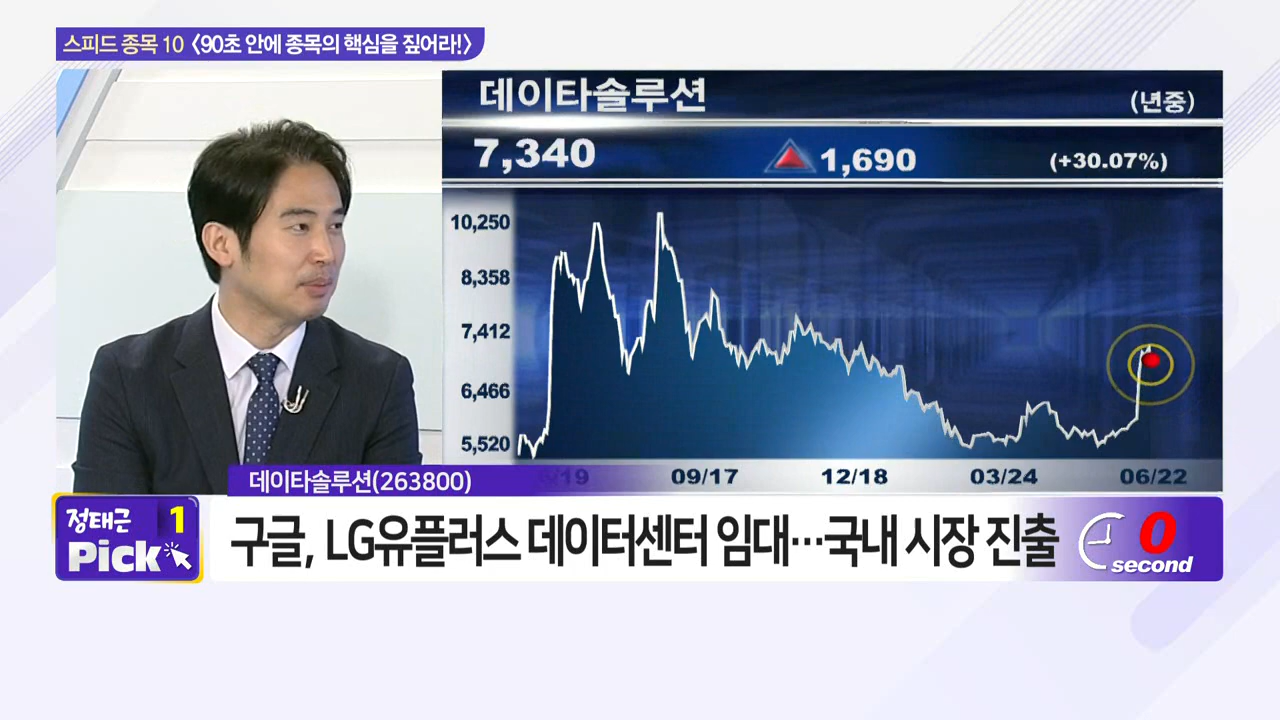 스피드 종목 10 <90초 안에 종목의 핵심을 짚어라!>
데이타솔루션
(년중)
7,340
1,690
(+30.07%)
10,250
8,358
7,412
6,466
5,520
/19
09/17
12/18
03/24
06/22
데이타솔루션(263800)
정태근 1
Pick
구글, LG유플러스 데이터센터 임대…국내 시장 진출
0
second